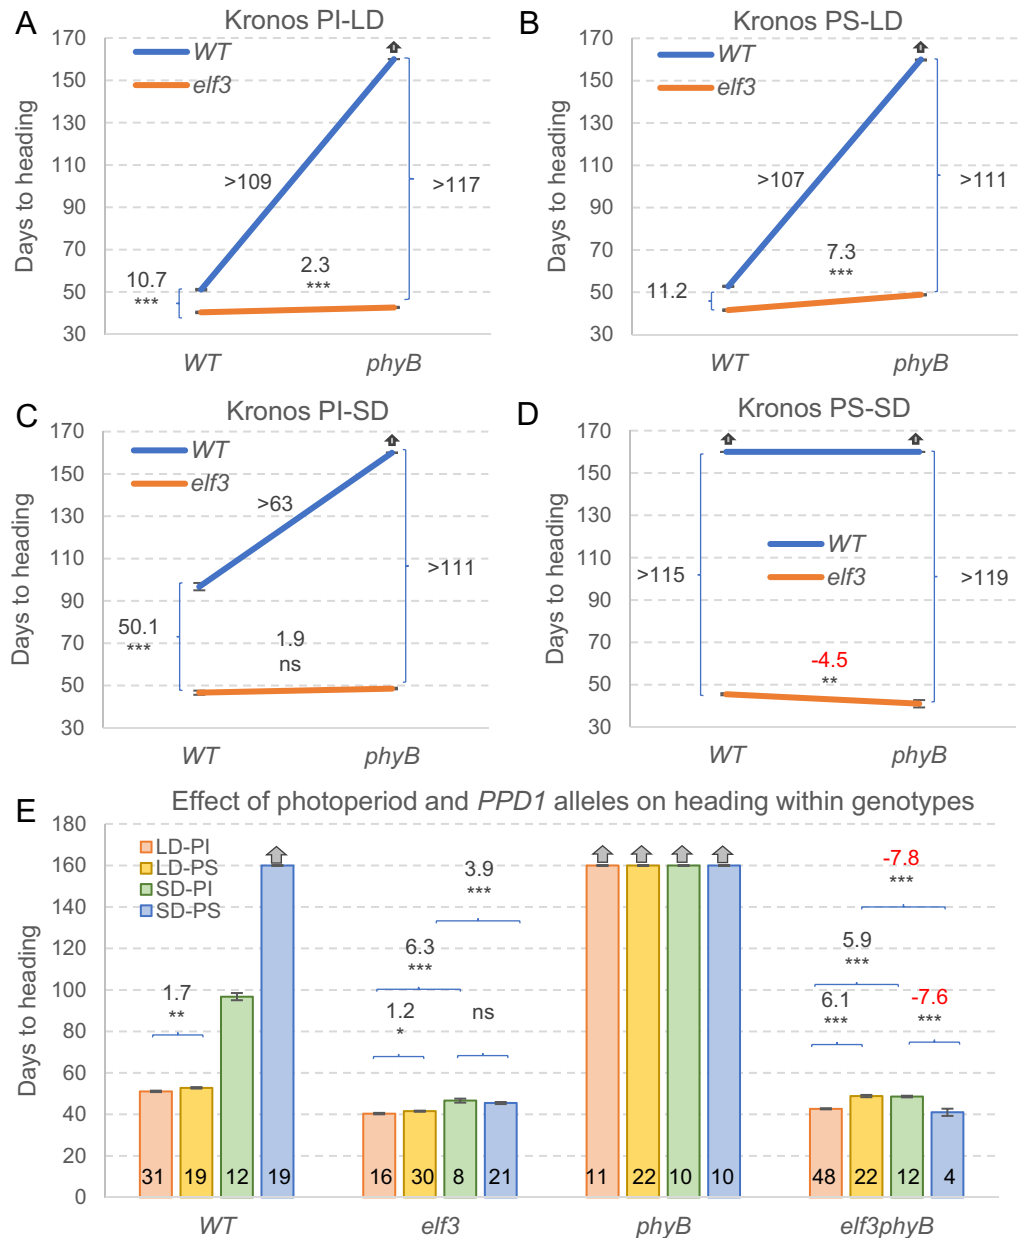 A
Kronos PI-LD
170
150
130
110
90
70
50
30
Days to heading
WT
elf3
>109
>117
10.7
***
2.3
***
WT
phyB
B
Kronos PS-LD
170
150
130
110
90
70
50
30
Days to heading
WT
elf3
>107
>111
11.2
7.3
***
WT
phyB
C
Kronos PI-SD
170
150
130
110
90
70
50
30
Days to heading
WT
elf3
>63
>111
50.1
***
1.9
ns
WT
phyB
D
Kronos PS-SD
170
150
130
110
90
70
50
30
Days to heading
WT
elf3
>115
>119
-4.5
**
WT
phyB
E
Effect of photoperiod and PPD1 alleles on heading within genotypes
180
160
140
120
100
80
60
40
20
0
Days to heading
LD-PI
LD-PS
SD-PI
SD-PS
1.7
**
3.9
***
6.3
***
1.2
*
ns
-7.8
***
5.9
***
6.1
***
-7.6
***
31 19 12 19
16 30 8 21
11 22 10 10
48 22 12 4
WT
elf3
phyB
elf3phyB